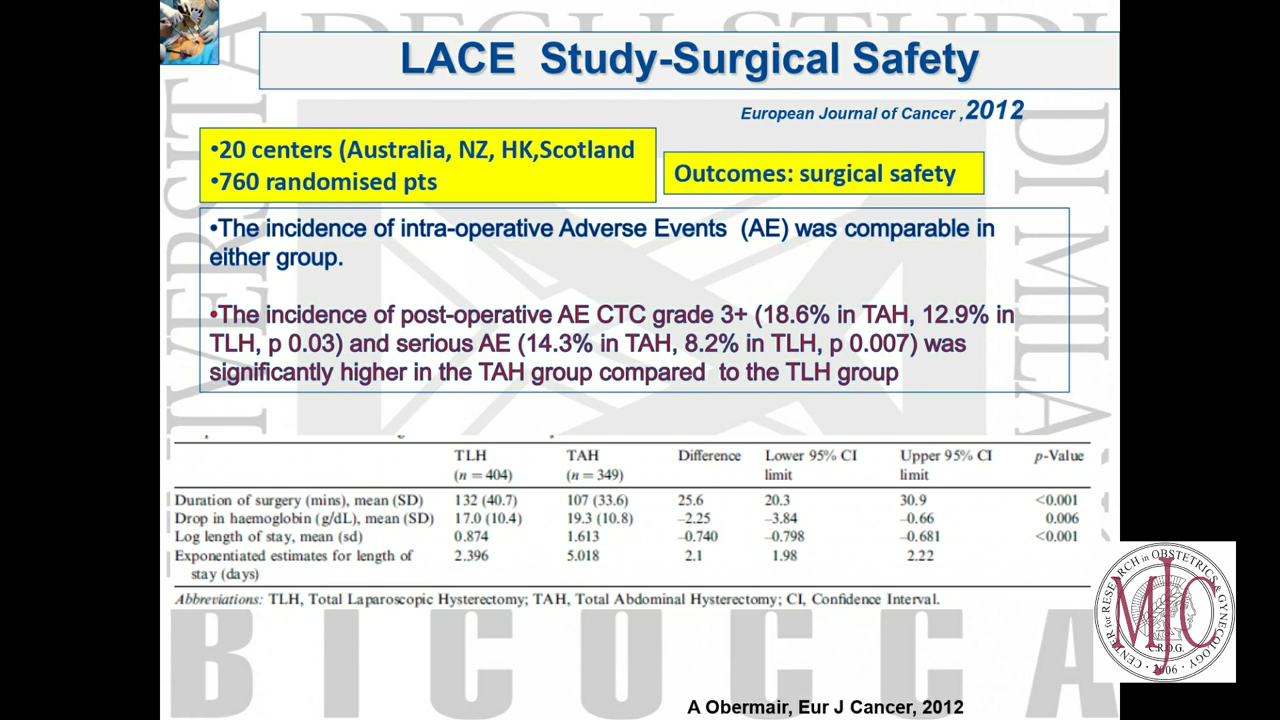 LACE Study-Surgical Safety
European Journal of Cancer ,2012
•20 centers (Australia, NZ, HK,Scotland
•760 randomised pts
Outcomes: surgical safety
•The incidence of intra-operative Adverse Events (AE) was comparable in
either group.
•The incidence of post-operative AE CTC grade 3+ (18.6% in TAH, 12.9% in
TLH, p 0.03) and serious AE (14.3% in TAH, 8.2% in TLH, p 0.007) was
significantly higher in the TAH group compared to the TLH group
TLH TAH Difference Lower 95% CI Upper 95% CI p-Value
(n = 404) (n = 349) limit limit
Duration of surgery (mins), mean (SD) 132 (40.7) 107 (33.6) 25.6 20.3 30.9 <0.001
Drop in haemoglobin (g/dL), mean (SD) 17.0 (10.4) 19.3 (10.8) –2.25 –3.84 –0.66 0.006
Log length of stay, mean (sd) 0.874 1.613 –0.740 –0.798 –0.681 <0.001
Exponentiated estimates for length of 2.396 5.018 2.1 1.98 2.22
stay (days)
Abbreviations: TLH, Total Laparoscopic Hysterectomy; TAH, Total Abdominal Hysterectomy; CI, Confidence Interval.
BICOCCA
CENTER for RESEARCH in OBSTETRICS & GYNECOLOGY
MJC
C.R.D.G.
2006
A Obermair, Eur J Cancer, 2012